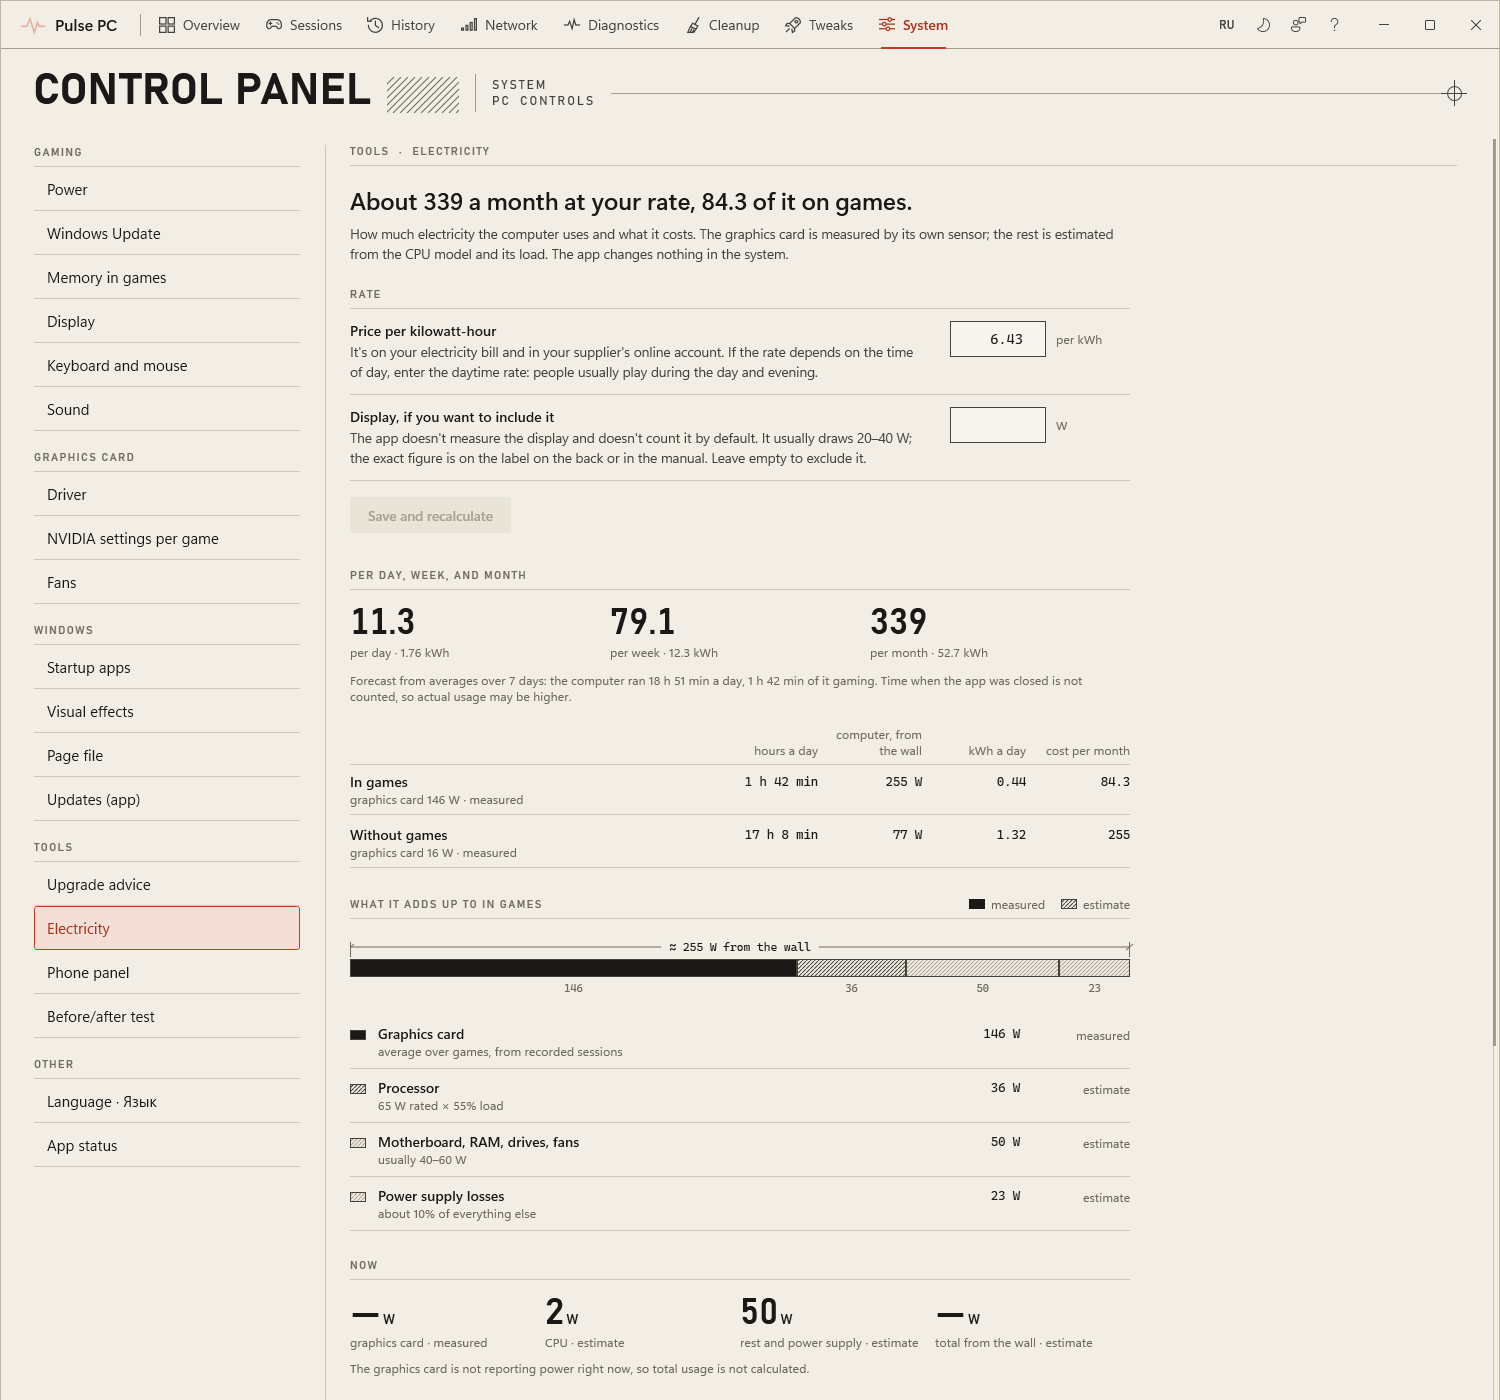 Pulse PC
Overview
Sessions
History
Network
Diagnostics
Cleanup
Tweaks
System
RU
?
CONTROL PANEL
SYSTEM
PC CONTROLS
GAMING
Power
Windows Update
Memory in games
Display
Keyboard and mouse
Sound
GRAPHICS CARD
Driver
NVIDIA settings per game
Fans
WINDOWS
Startup apps
Visual effects
Page file
Updates (app)
TOOLS
Upgrade advice
Electricity
Phone panel
Before/after test
OTHER
Language · Язык
App status
TOOLS · ELECTRICITY
About 339 a month at your rate, 84.3 of it on games.
How much electricity the computer uses and what it costs. The graphics card is measured by its own sensor; the rest is estimated
from the CPU model and its load. The app changes nothing in the system.
RATE
Price per kilowatt-hour
It's on your electricity bill and in your supplier's online account. If the rate depends on the time
of day, enter the daytime rate: people usually play during the day and evening.
6.43 per kWh
Display, if you want to include it
The app doesn't measure the display and doesn't count it by default. It usually draws 20–40 W;
the exact figure is on the label on the back or in the manual. Leave empty to exclude it.
W
Save and recalculate
PER DAY, WEEK, AND MONTH
11.3 79.1 339
per day · 1.76 kWh per week · 12.3 kWh per month · 52.7 kWh
Forecast from averages over 7 days: the computer ran 18 h 51 min a day, 1 h 42 min of it gaming. Time when the app was closed is not
counted, so actual usage may be higher.
computer, from
hours a day the wall kWh a day cost per month
In games 1 h 42 min 255 W 0.44 84.3
graphics card 146 W · measured
Without games 17 h 8 min 77 W 1.32 255
graphics card 16 W · measured
WHAT IT ADDS UP TO IN GAMES measured estimate
≈ 255 W from the wall
146 36 50 23
Graphics card 146 W measured
average over games, from recorded sessions
Processor 36 W estimate
65 W rated × 55% load
Motherboard, RAM, drives, fans 50 W estimate
usually 40–60 W
Power supply losses 23 W estimate
about 10% of everything else
NOW
— W 2 W 50 W — W
graphics card · measured CPU · estimate rest and power supply · estimate total from the wall · estimate
The graphics card is not reporting power right now, so total usage is not calculated.